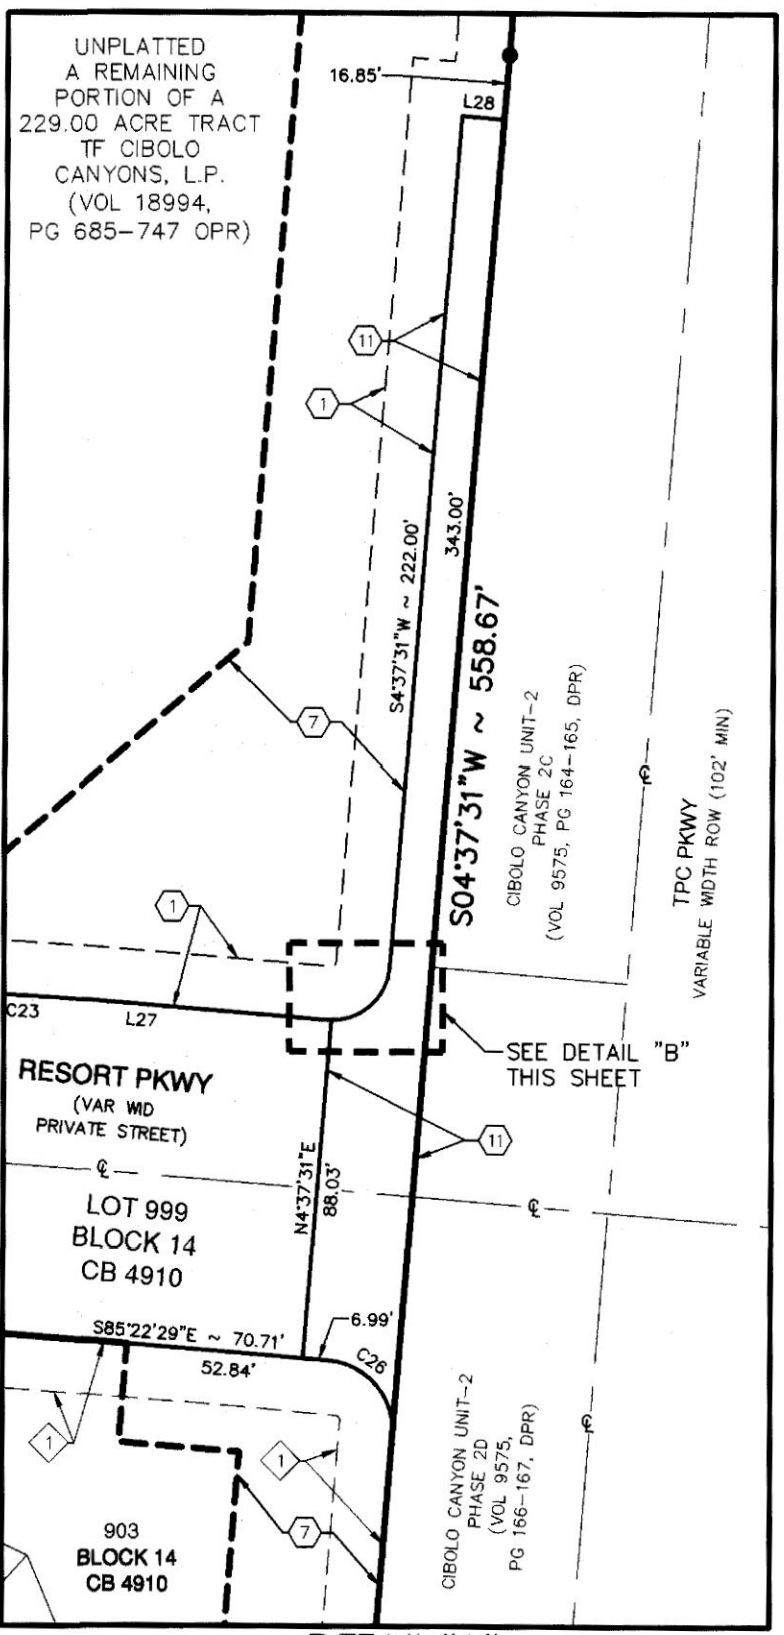 UNPLATTED
A REMAINING
PORTION OF A
229.00 ACRE TRACT
TF CIBOLO
CANYONS, L.P.
(VOL 18994,
PG 685-747 OPR)
16.85'
L28
11
1
S4°37'31"W ~ 222.00'
343.00'
S04°37'31"W ~ 558.67'
7
CIBOLO CANYON UNIT-2
PHASE 2C
(VOL 9575, PG 164-165, DPR)
TPC PKWY
VARIABLE WIDTH ROW (102' MIN)
1
C23
L27
SEE DETAIL "B"
THIS SHEET
RESORT PKWY
(VAR WID
PRIVATE STREET)
11
N4°37'31"E
88.03'
LOT 999
BLOCK 14
CB 4910
S85°22'29"E ~ 70.71'
52.84'
6.99'
C26
1
1
7
903
BLOCK 14
CB 4910
CIBOLO CANYON UNIT-2
PHASE 2D
(VOL 9575,
PG 166-167, DPR)